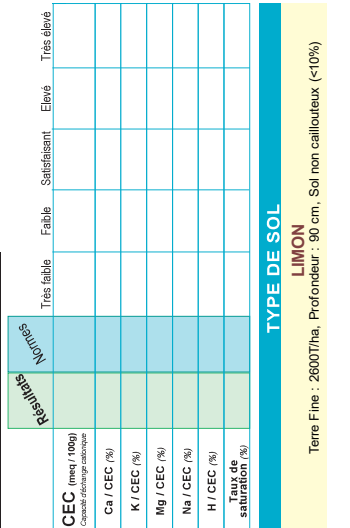 Résultats
Normes
Très faible
Faible
Satisfaisant
Elevé
Très élevé
CEC (meq / 100g)
Capacité d'échange cationique
Ca / CEC (%)
K / CEC (%)
Mg / CEC (%)
Na / CEC (%)
H / CEC (%)
Taux de
saturation (%)
TYPE DE SOL
LIMON
Terre Fine : 2600T/ha, Profondeur : 90 cm, Sol non caillouteux (<10%)